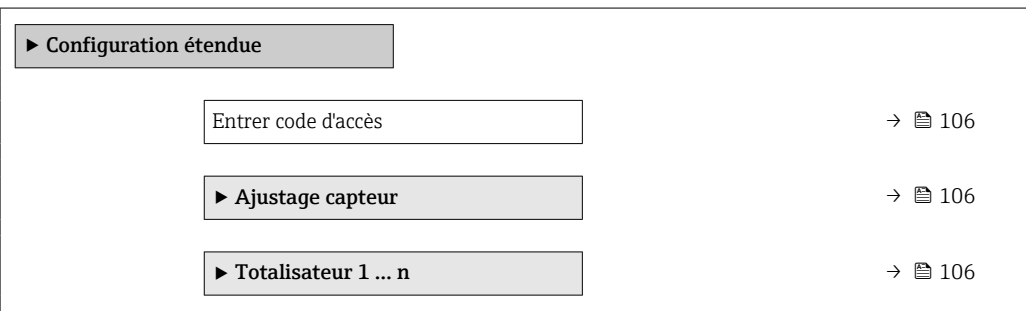 ▶ Configuration étendue
Entrer code d'accès → 106
▶ Ajustage capteur → 106
▶ Totalisateur 1 ... n → 106